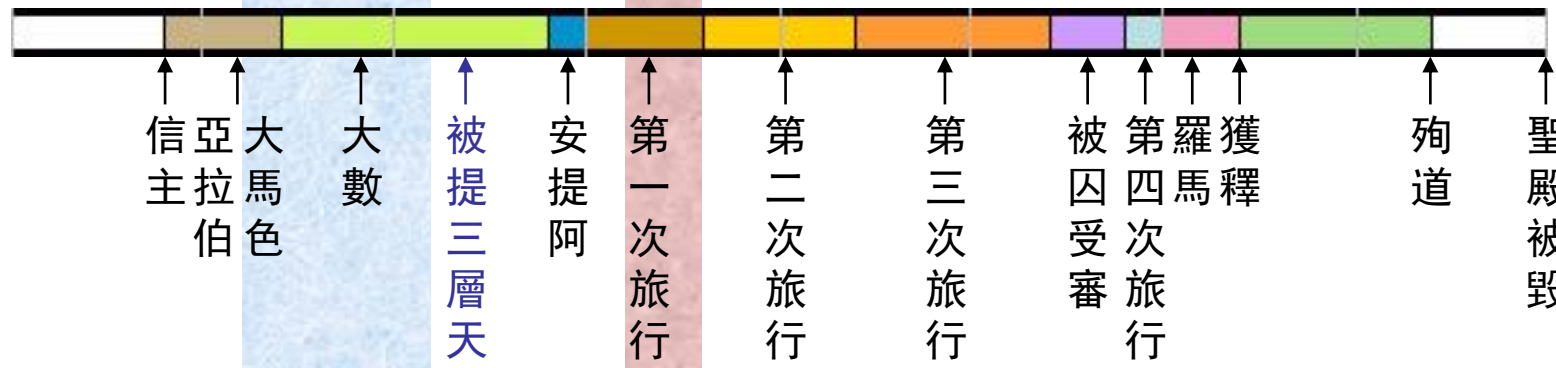 信主
亞拉伯
大馬色
大數
被提三層天
安提阿
第一次旅行
第二次旅行
第三次旅行
被囚受審
第四次旅行
羅馬
獲釋
殉道
聖殿被毀